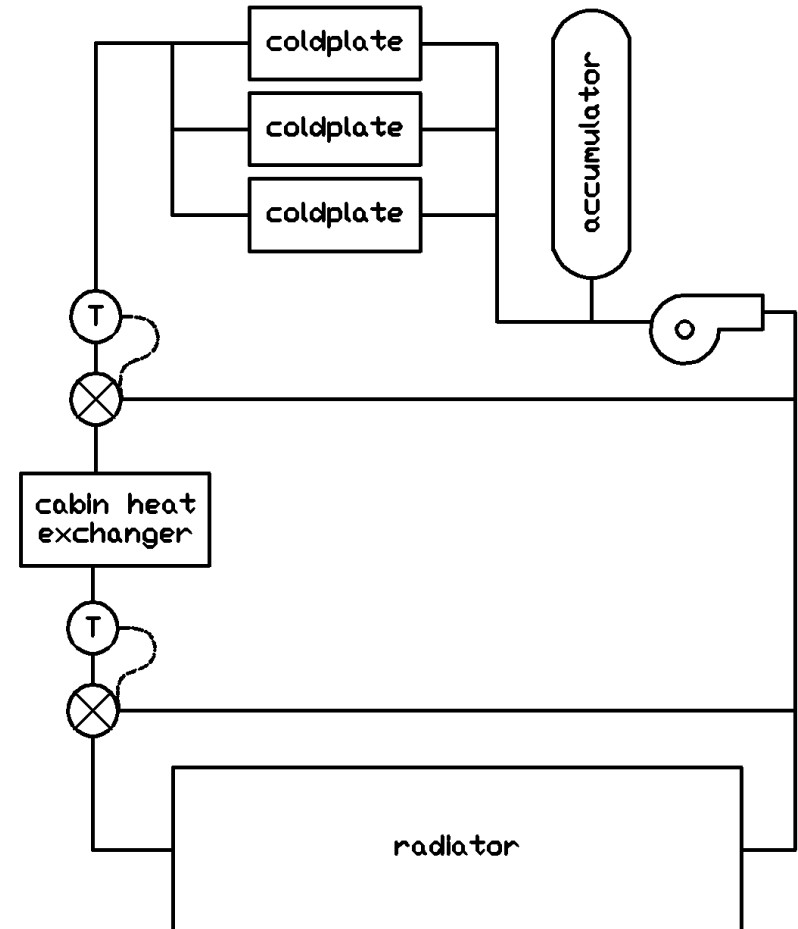 coldplate
coldplate
coldplate
accumulator
T
cabin heat
exchanger
T
radiator